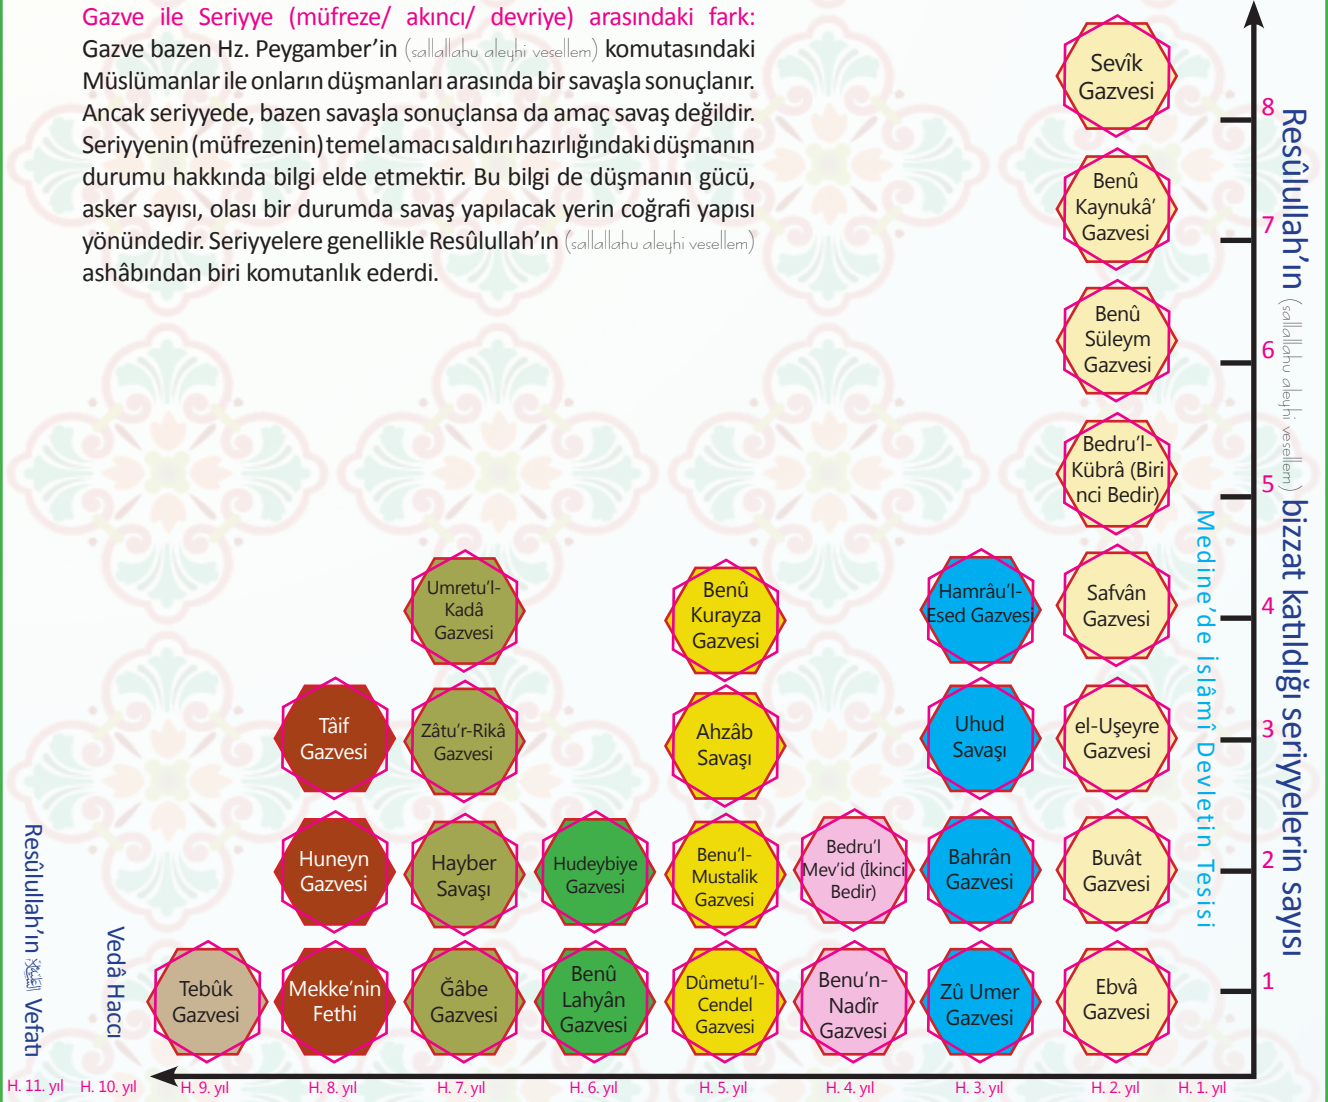 Gazve ile Seriyye (müfreze/ akıncı/ devriye) arasındaki fark:
Gazve bazen Hz. Peygamber’in (sallallahu aleyhi vesellem) komutasındaki
Müslümanlar ile onların düşmanları arasında bir savaşla sonuçlanır.
Ancak seriyyede, bazen savaşla sonuçlansa da amaç savaş değildir.
Seriyyenin (müfrezenin) temel amacı saldırı hazırlığındaki düşmanın
durumu hakkında bilgi elde etmektir. Bu bilgi de düşmanın gücü,
asker sayısı, olası bir durumda savaş yapılacak yerin coğrafi yapısı
yönündedir. Seriyyelere genellikle Resûlullah’ın (sallallahu aleyhi vesellem)
ashâbından biri komutanlık ederdi.
Sevîk
Gazvesi
Benû
Kaynukâ’
Gazvesi
Benû
Süleym
Gazvesi
Bedru’l-
Kübrâ (Biri
nci Bedir)
Umretu’l-
Kadâ
Gazvesi
Benû
Kurayza
Gazvesi
Hamrâu’l-
Esed Gazvesi
Safvân
Gazvesi
Tâif
Gazvesi
Zâtu’r-Rikâ
Gazvesi
Ahzâb
Savaşı
Uhud
Savaşı
el-Uşeyre
Gazvesi
Huneyn
Gazvesi
Hayber
Savaşı
Hudeybiye
Gazvesi
Benu’l-
Mustalik
Gazvesi
Bedru’l
Mev’id (İkinci
Bedir)
Bahrân
Gazvesi
Buvât
Gazvesi
Tebûk
Gazvesi
Mekke’nin
Fethi
Ğâbe
Gazvesi
Benû
Lahyân
Gazvesi
Dûmetu’l-
Cendel
Gazvesi
Benu’n-
Nadîr
Gazvesi
Zû Umer
Gazvesi
Ebvâ
Gazvesi
8
7
6
5
4
3
2
1
Resûlullah’ın (sallallahu aleyhi vesellem) bizzat katıldığı seriyyelerin sayısı
Medine’de İslâmî Devletin Tesisi
Vedâ Haccı
Resûlullah’ın ﷺ Vefatı
H. 11. yıl H. 10. yıl H. 9. yıl H. 8. yıl H. 7. yıl H. 6. yıl H. 5. yıl H. 4. yıl H. 3. yıl H. 2. yıl H. 1. yıl